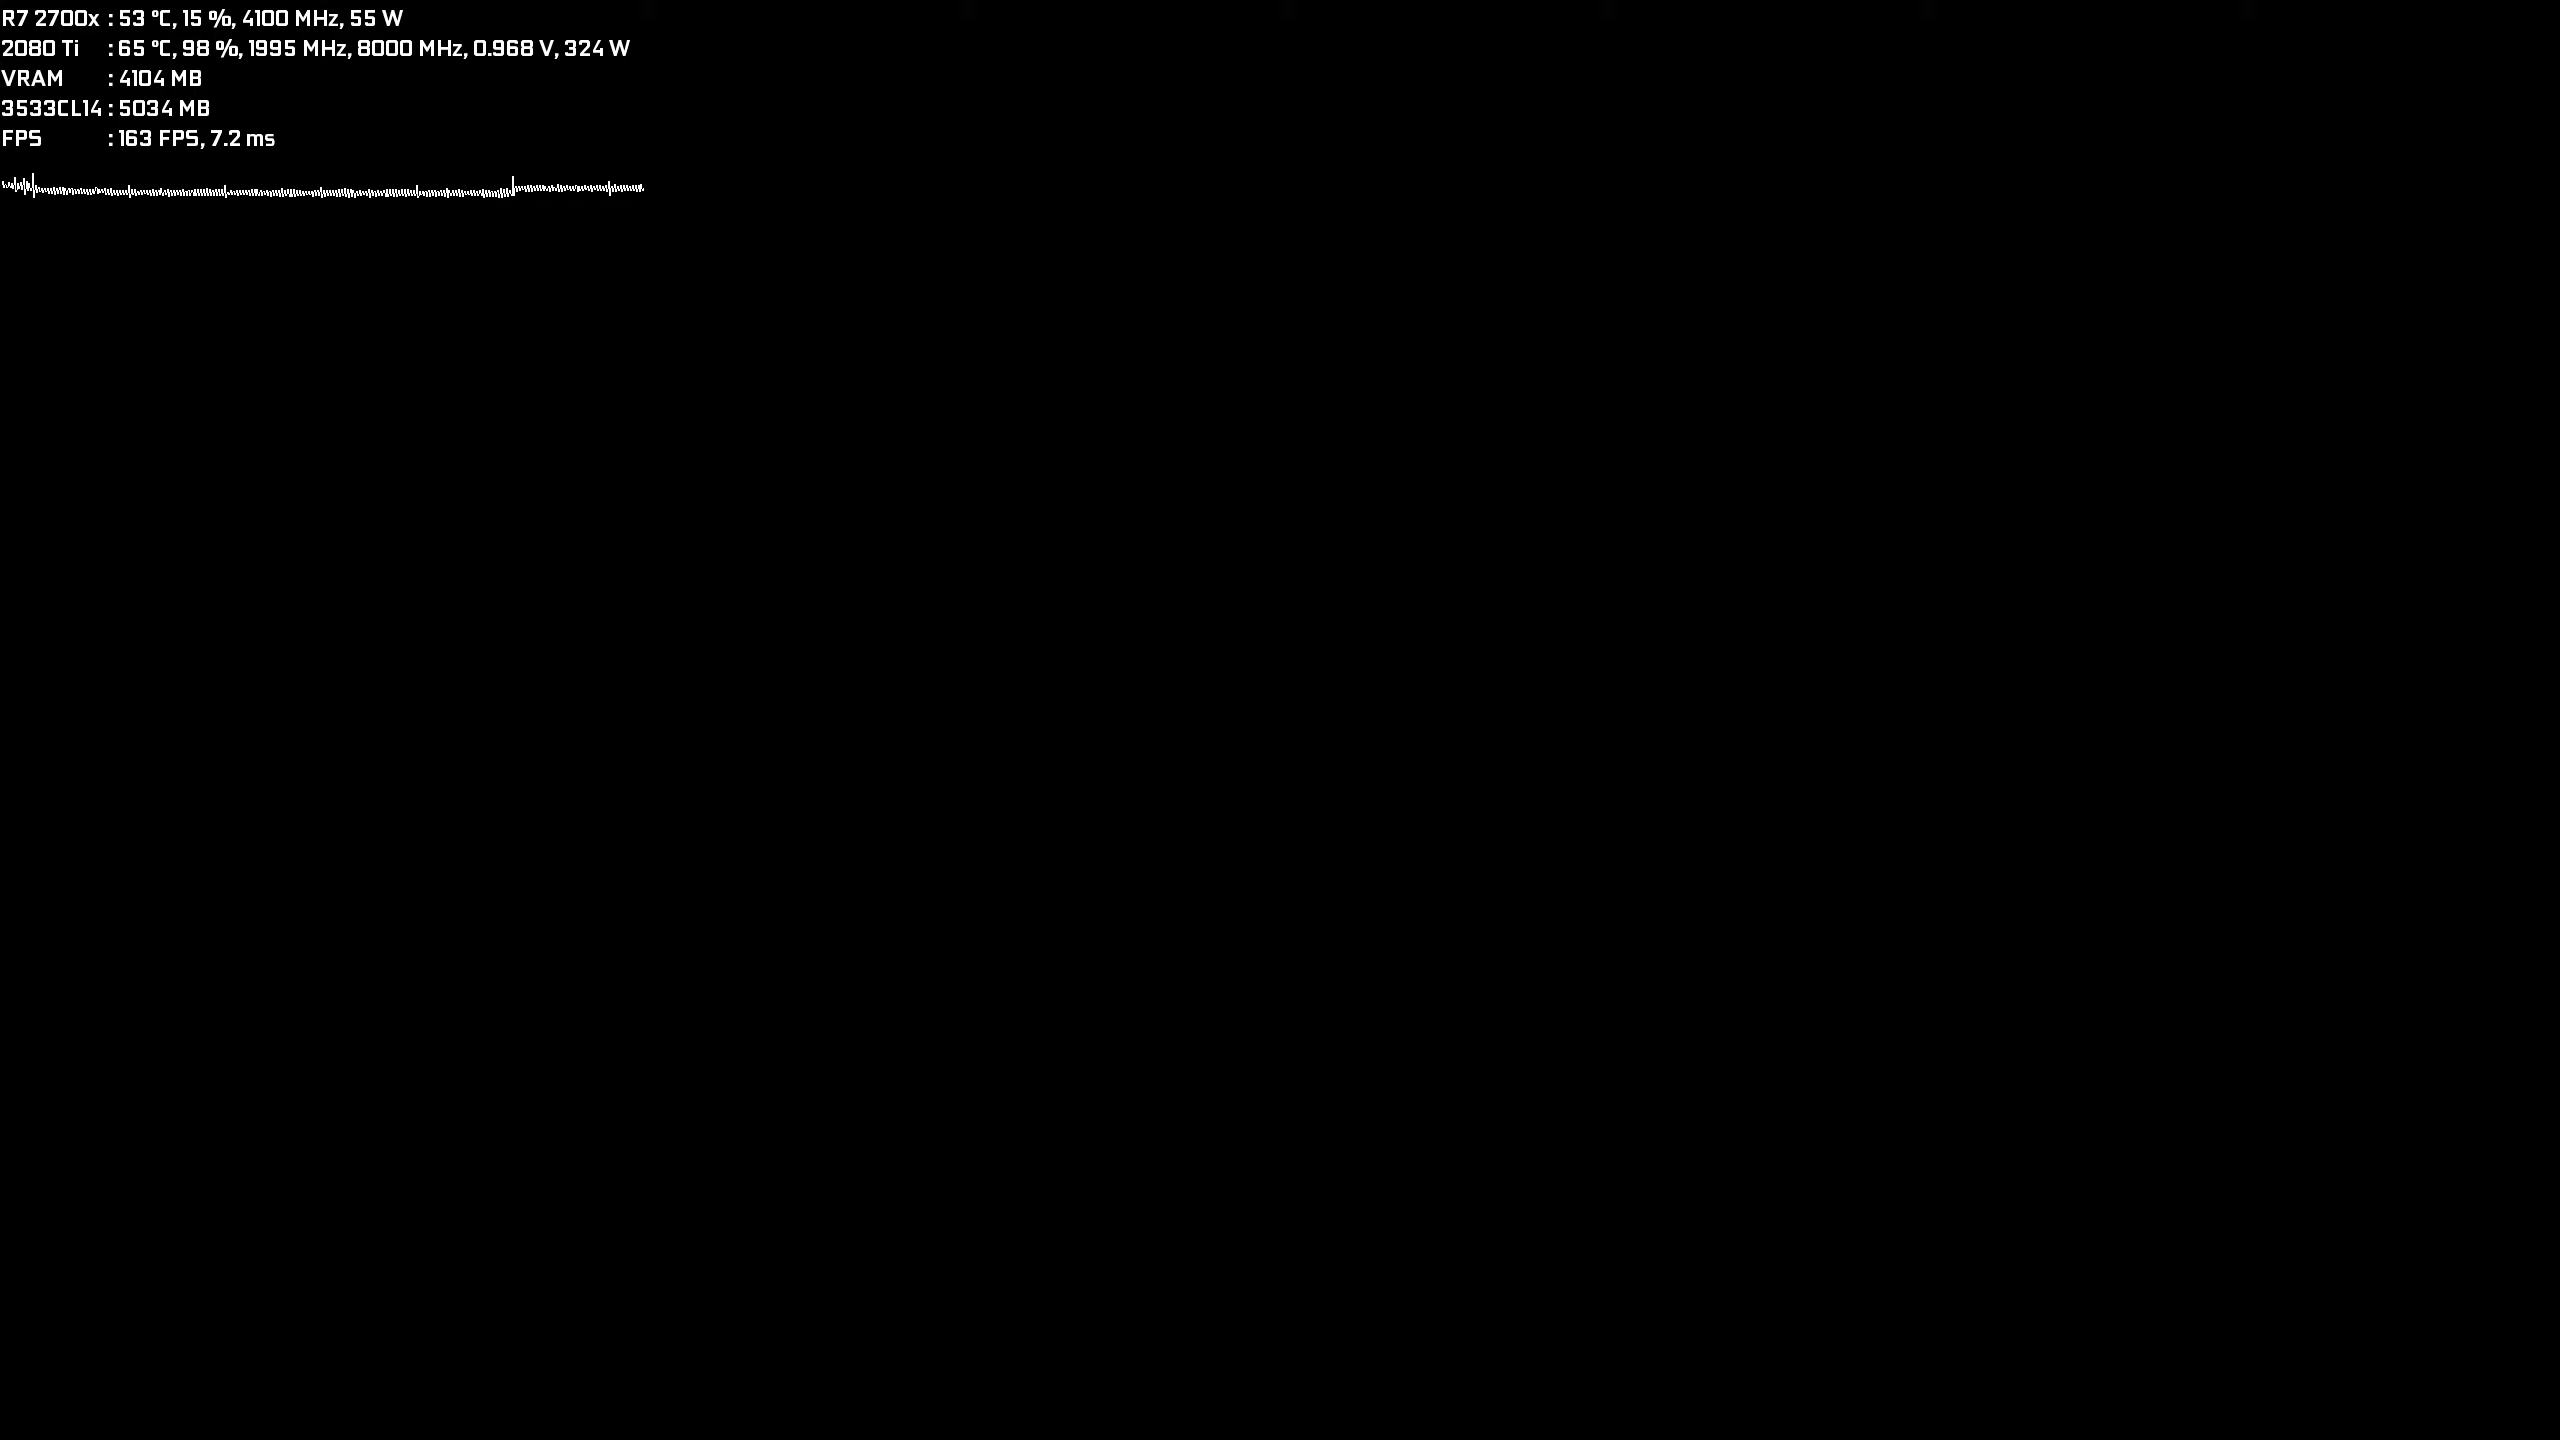 R7 2700x : 53 °C, 15 %, 4100 MHz, 55 W
2080 Ti : 65 °C, 98 %, 1995 MHz, 8000 MHz, 0.968 V, 324 W
VRAM : 4104 MB
3533CL14 : 5034 MB
FPS : 163 FPS, 7.2 ms